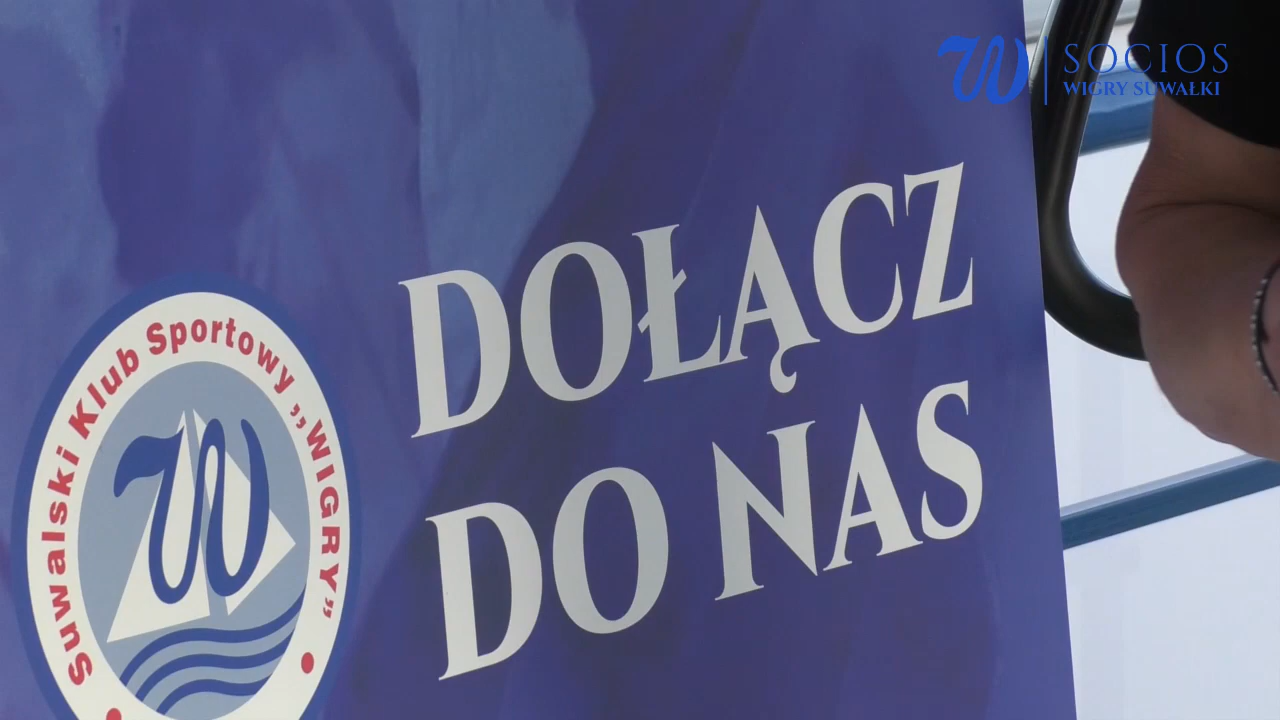 W SOCIOS
WIGRY SUWAŁKI
DOŁĄCZ
DO NAS
Suwalski Klub Sportowy „WIGRY”
W